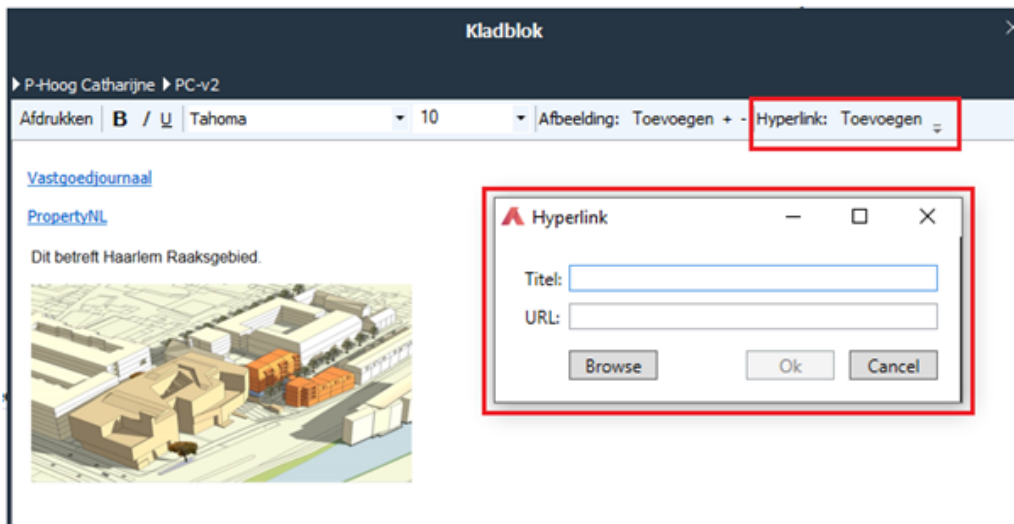 Kladblok
P-Hoog Catharijne PC-v2
Afdrukken B I U Tahoma 10 Afbeelding: Toevoegen + - Hyperlink: Toevoegen
Vastgoedjournaal
PropertyNL
Dit betreft Haarlem Raaksgebied.
Hyperlink
Titel:
URL:
Browse Ok Cancel